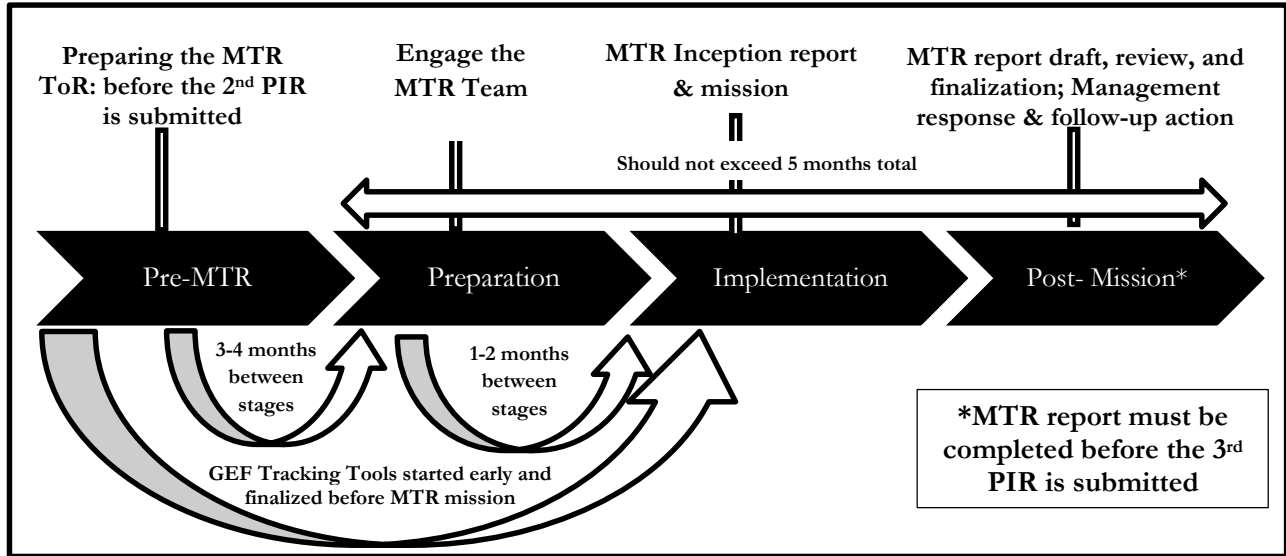 Preparing the MTR
ToR: before the 2nd PIR
is submitted
Engage the
MTR Team
MTR Inception report
& mission
MTR report draft, review, and
finalization; Management
response & follow-up action
Should not exceed 5 months total
Pre-MTR
Preparation
Implementation
Post- Mission*
3-4 months
between
stages
1-2 months
between
stages
GEF Tracking Tools started early and
finalized before MTR mission
*MTR report must be
completed before the 3rd
PIR is submitted